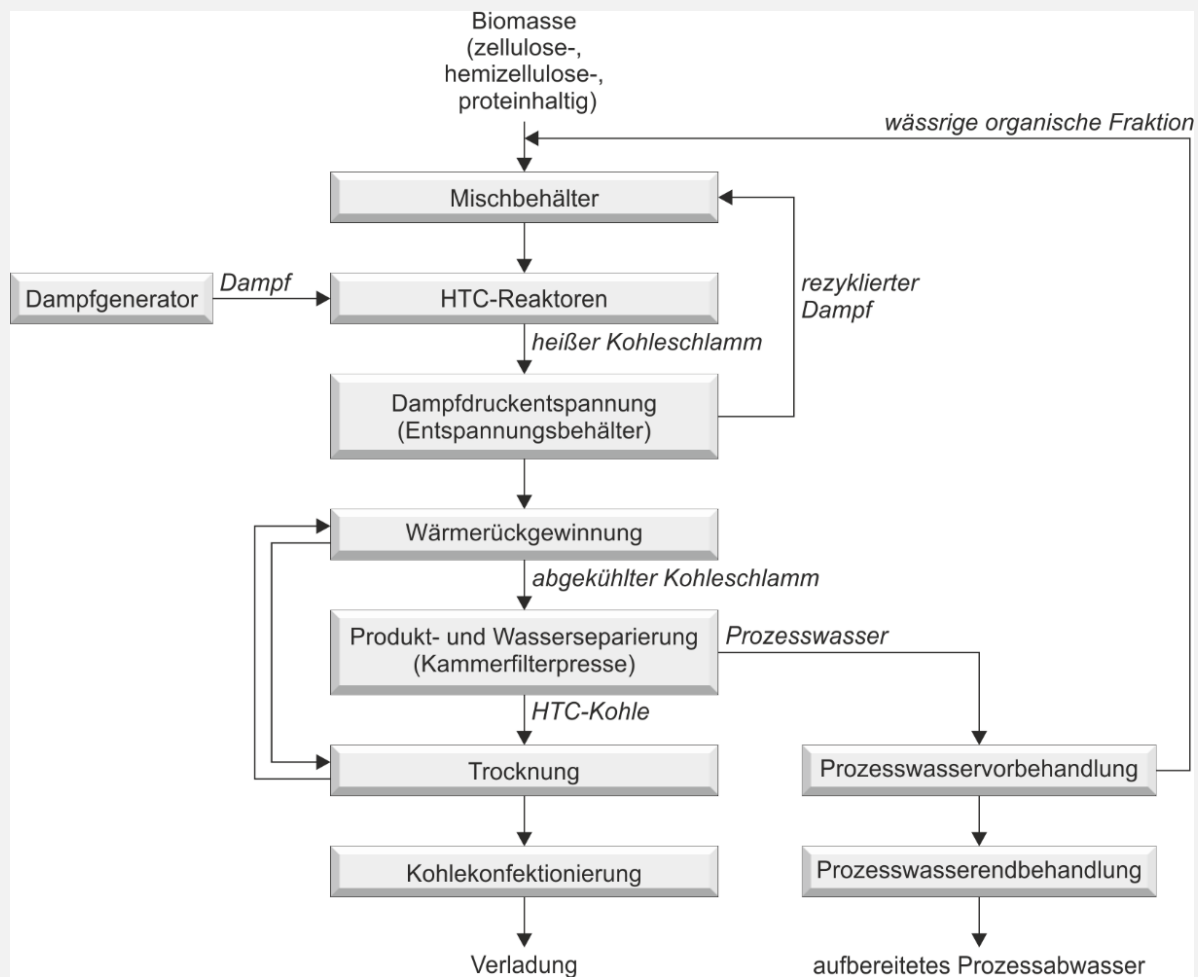 Biomasse
(zellulose-,
hemizellulose-,
proteinhaltig)
wässrige organische Fraktion
Mischbehälter
Dampfgenerator
Dampf
HTC-Reaktoren
rezyklierter
Dampf
heißer Kohleschlamm
Dampfdruckentspannung
(Entspannungsbehälter)
Wärmerückgewinnung
abgekühlter Kohleschlamm
Produkt- und Wasserseparierung
(Kammerfilterpresse)
Prozesswasser
HTC-Kohle
Trocknung
Prozesswasservorbehandlung
Kohlekonfektionierung
Prozesswasserendbehandlung
Verladung
aufbereitetes Prozessabwasser